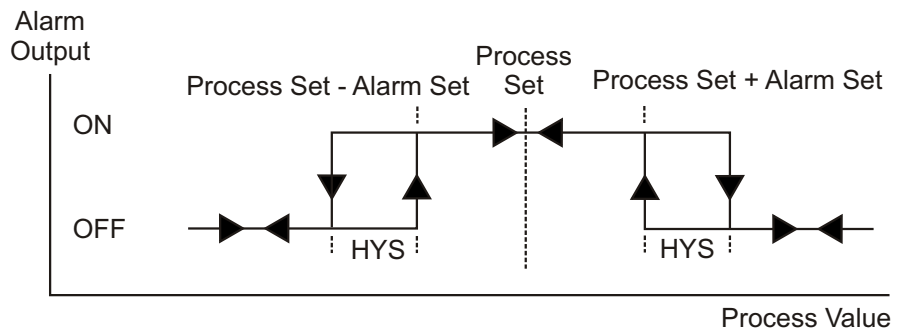 Alarm
Output
Process
Set
Process Set - Alarm Set
Process Set + Alarm Set
ON
OFF
HYS
HYS
Process Value